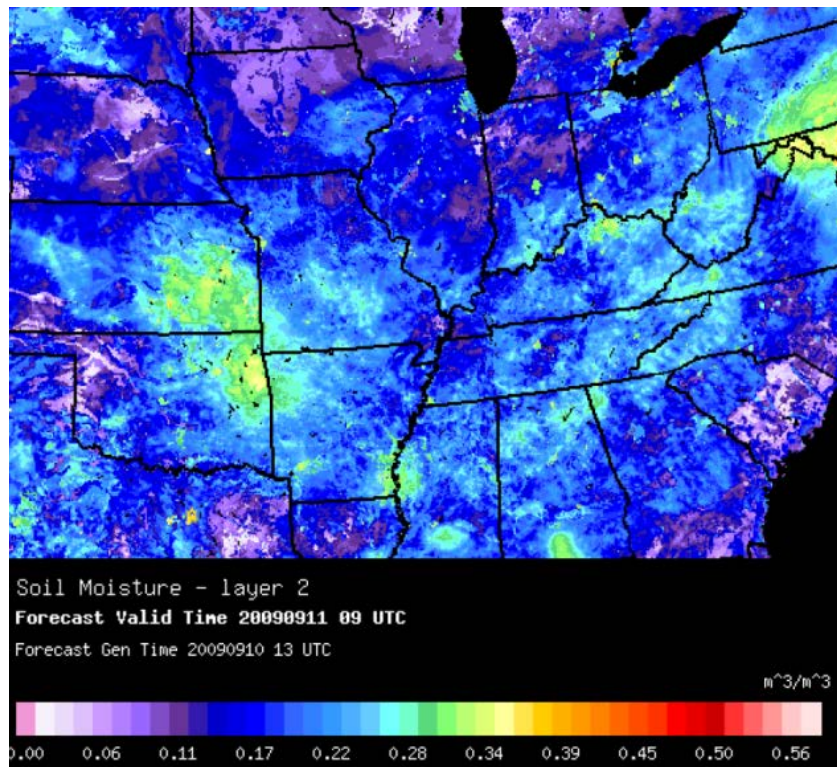 Soil Moisture - layer 2
Forecast Valid Time 20090911 09 UTC
Forecast Gen Time 20090910 13 UTC
m^3/m^3
0.00 0.06 0.11 0.17 0.22 0.28 0.34 0.39 0.45 0.50 0.56